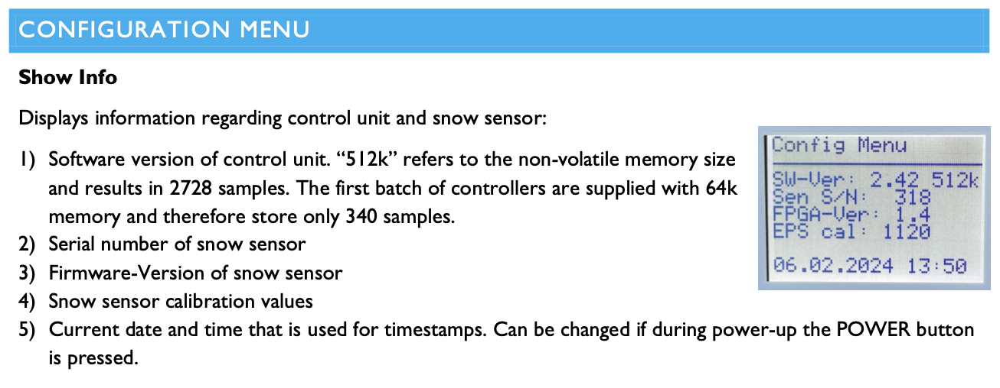 CONFIGURATION MENU
Show Info
Displays information regarding control unit and snow sensor:
1) Software version of control unit. “512k” refers to the non-volatile memory size
and results in 2728 samples. The first batch of controllers are supplied with 64k
memory and therefore store only 340 samples.
2) Serial number of snow sensor
3) Firmware-Version of snow sensor
4) Snow sensor calibration values
5) Current date and time that is used for timestamps. Can be changed if during power-up the POWER button
is pressed.
Config Menu
SW-Ver: 2.42 512k
Sen S/N: 318
FPGA-Ver: 1.4
EPS cal: 1120
06.02.2024 13:50